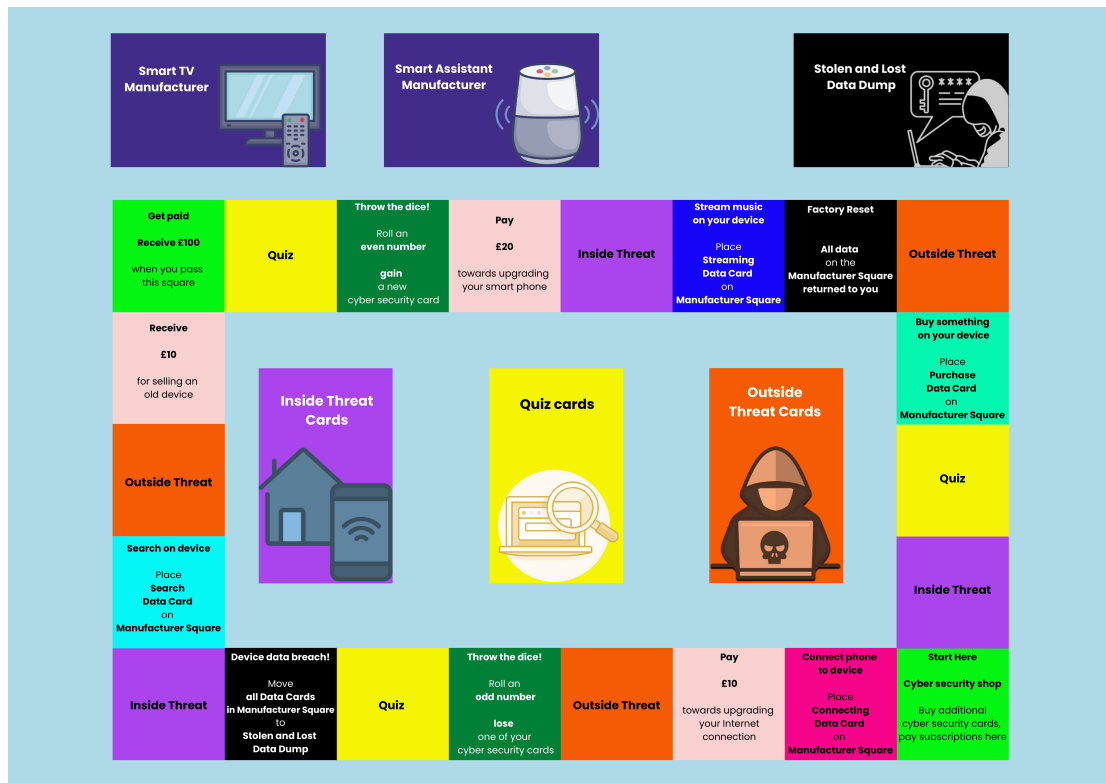 Smart TV
Manufacturer
Smart Assistant
Manufacturer
Stolen and Lost
Data Dump
****
Get paid
Receive £100
when you pass
this square
Quiz
Throw the dice!
Roll an
even number
gain
a new
cyber security card
Pay
£20
towards upgrading
your smart phone
Inside Threat
Stream music
on your device
Place
Streaming
Data Card
on
Manufacturer Square
Factory Reset
All data
on the
Manufacturer Square
returned to you
Outside Threat
Receive
£10
for selling an
old device
Buy something
on your device
Place
Purchase
Data Card
on
Manufacturer Square
Inside Threat
Cards
Quiz cards
Outside
Threat Cards
Outside Threat
Quiz
Search on device
Place
Search
Data Card
on
Manufacturer Square
Inside Threat
Inside Threat
Device data breach!
Move
all Data Cards
in Manufacturer Square
to
Stolen and Lost
Data Dump
Quiz
Throw the dice!
Roll an
odd number
lose
one of your
cyber security cards
Outside Threat
Pay
£10
towards upgrading
your Internet
connection
Connect phone
to device
Place
Connecting
Data Card
on
Manufacturer Square
Start Here
Cyber security shop
Buy additional
cyber security cards,
pay subscriptions here